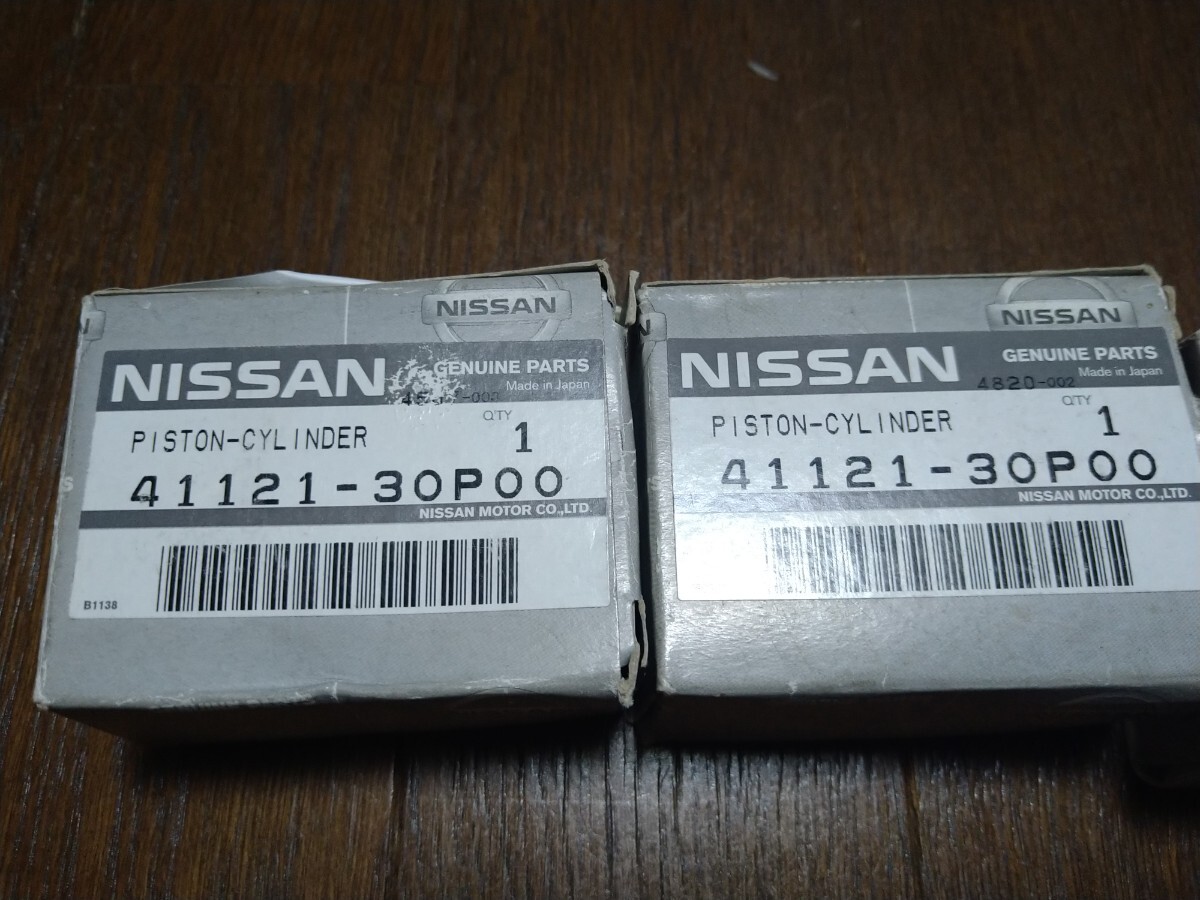 NISSAN
NISSAN GENUINE PARTS
Made in Japan
QTY
PISTON-CYLINDER 1
41121-30P00
NISSAN MOTOR CO.,LTD.
B1138
NISSAN
NISSAN GENUINE PARTS
4820-002 Made in Japan
QTY
PISTON-CYLINDER 1
41121-30P00
NISSAN MOTOR CO.,LTD.